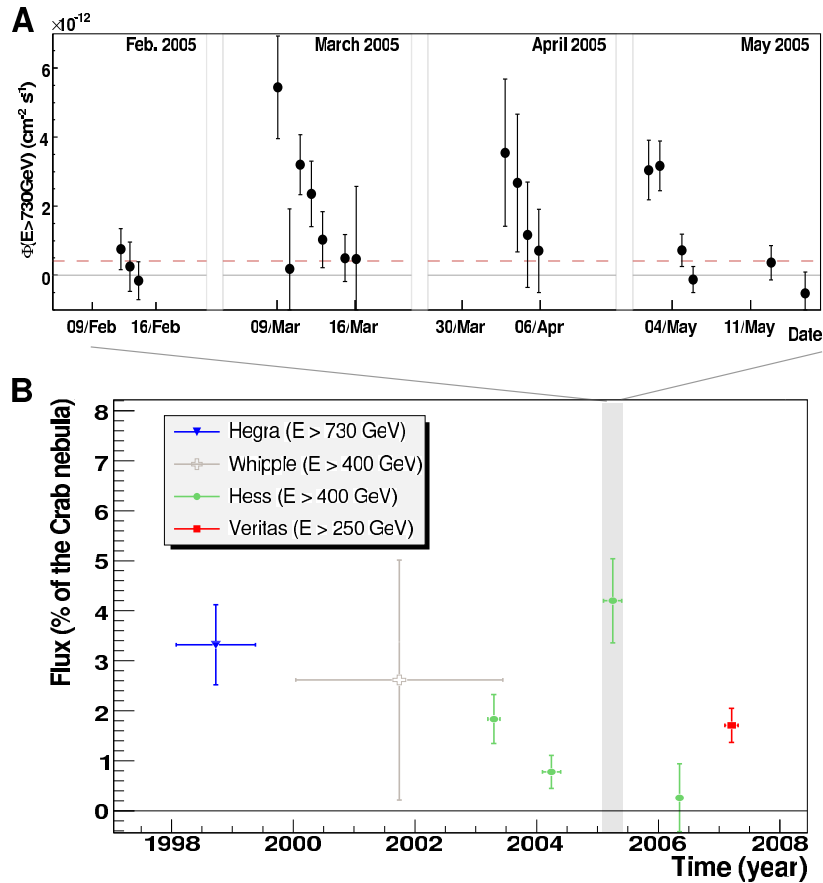 A
×10⁻¹²
Feb. 2005
March 2005
April 2005
May 2005
Φ(E>730GeV) (cm⁻² s⁻¹)
6
4
2
0
09/Feb
16/Feb
09/Mar
16/Mar
30/Mar
06/Apr
04/May
11/May
Date
B
Flux (% of the Crab nebula)
8
7
6
5
4
3
2
1
0
Hegra (E > 730 GeV)
Whipple (E > 400 GeV)
Hess (E > 400 GeV)
Veritas (E > 250 GeV)
1998
2000
2002
2004
2006
2008
Time (year)